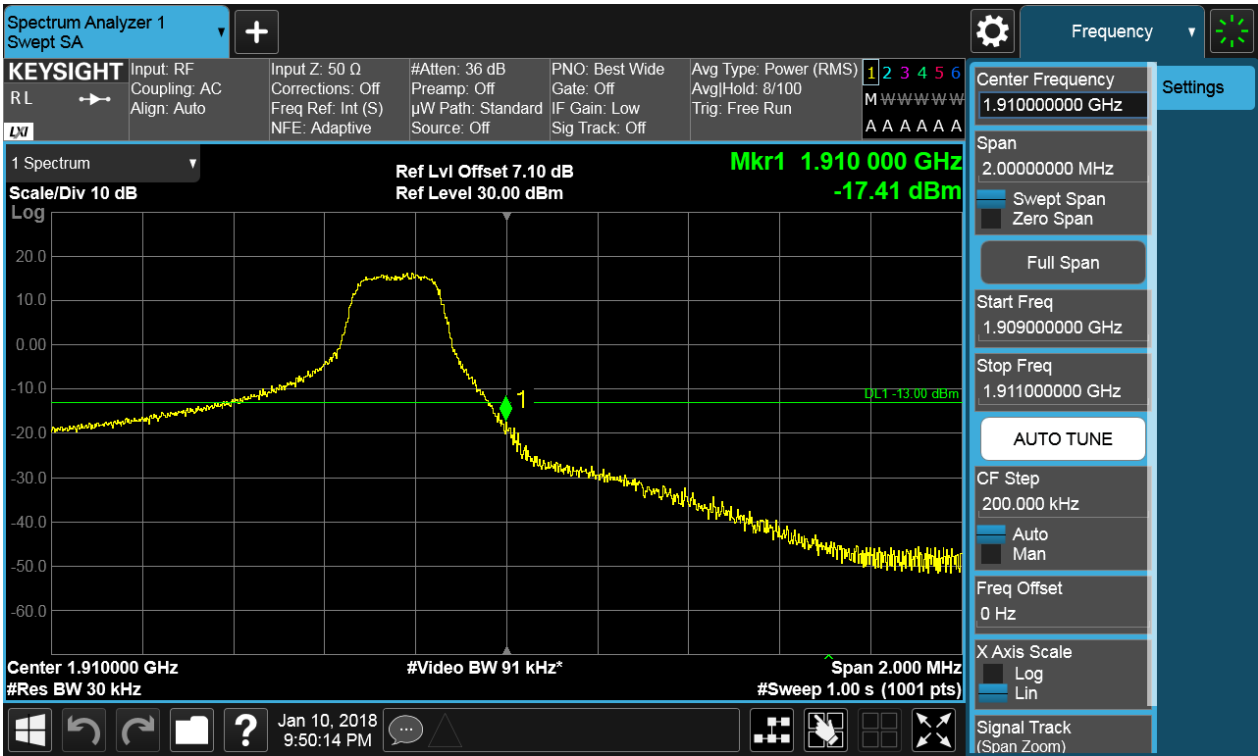 Spectrum Analyzer 1
Swept SA
+
Frequency
KEYSIGHT
R L
LXI
Input: RF
Coupling: AC
Align: Auto
Input Z: 50 Ω
Corrections: Off
Freq Ref: Int (S)
NFE: Adaptive
#Atten: 36 dB
Preamp: Off
µW Path: Standard
Source: Off
PNO: Best Wide
Gate: Off
IF Gain: Low
Sig Track: Off
Avg Type: Power (RMS)
Avg|Hold: 8/100
Trig: Free Run
1 2 3 4 5 6
M W W W W W
A A A A A A
1 Spectrum
Scale/Div 10 dB
Log
Ref Lvl Offset 7.10 dB
Ref Level 30.00 dBm
Mkr1 1.910 000 GHz
-17.41 dBm
20.0
10.0
0.00
-10.0
-20.0
-30.0
-40.0
-50.0
-60.0
1
DL1 -13.00 dBm
Center 1.910000 GHz
#Res BW 30 kHz
#Video BW 91 kHz*
Span 2.000 MHz
#Sweep 1.00 s (1001 pts)
Center Frequency
1.910000000 GHz
Settings
Span
2.00000000 MHz
Swept Span
Zero Span
Full Span
Start Freq
1.909000000 GHz
Stop Freq
1.911000000 GHz
AUTO TUNE
CF Step
200.000 kHz
Auto
Man
Freq Offset
0 Hz
X Axis Scale
Log
Lin
Signal Track
(Span Zoom)
?
Jan 10, 2018
9:50:14 PM